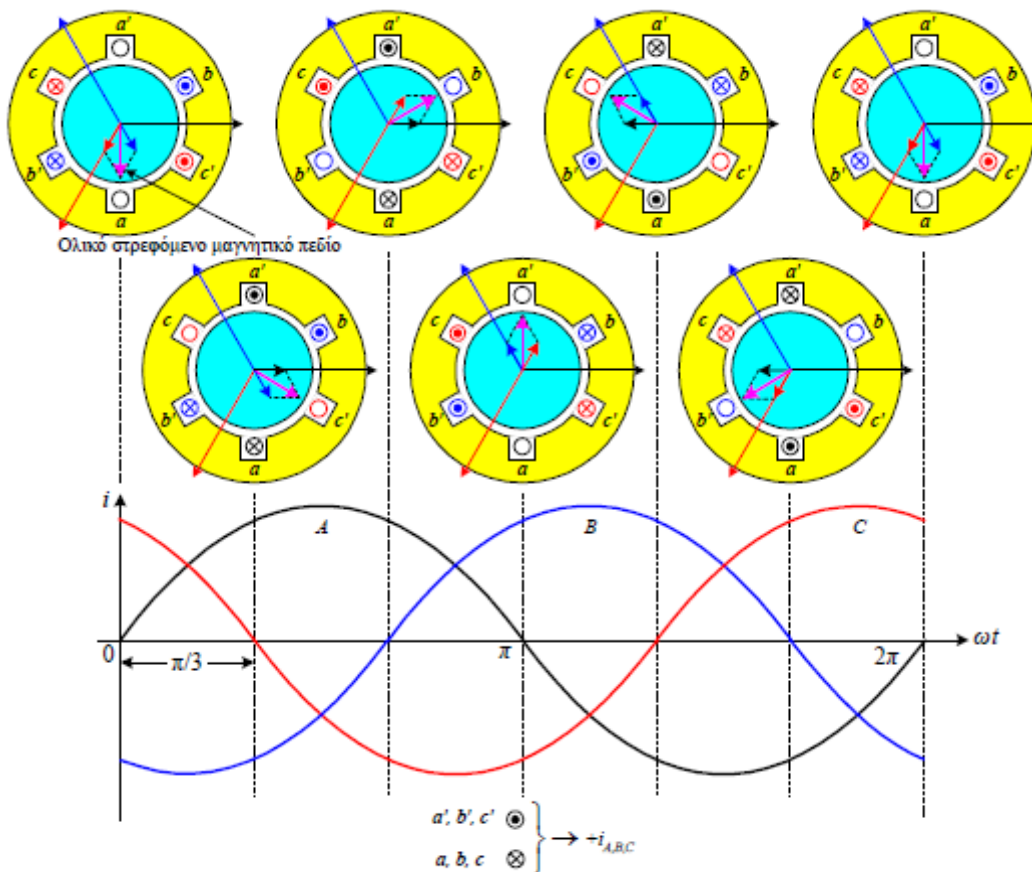 a' a' a' a'
c b c b c b c b
b' c' b' c' b' c' b' c'
a a a a
Ολικό στρεφόμενο μαγνητικό πεδίο
a' a' a'
c b c b c b
b' c' b' c' b' c'
a a a
i
A B C
0 π/3 π 2π ωt
a', b', c' ⊙
a, b, c ⊗
→ +i_{A,B,C}